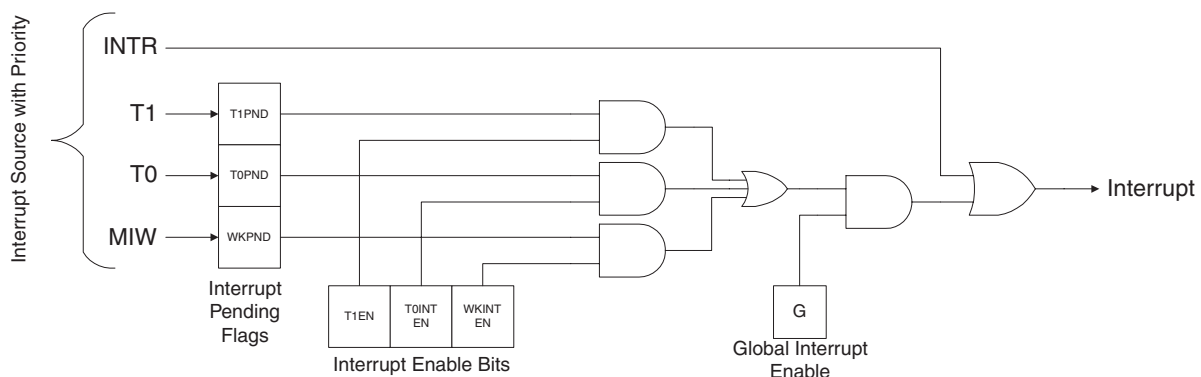 Interrupt Source with Priority
INTR
T1
T1PND
T0
T0PND
MIW
WKPND
Interrupt
Pending
Flags
T1EN
T0INT
EN
WKINT
EN
Interrupt Enable Bits
G
Global Interrupt
Enable
Interrupt